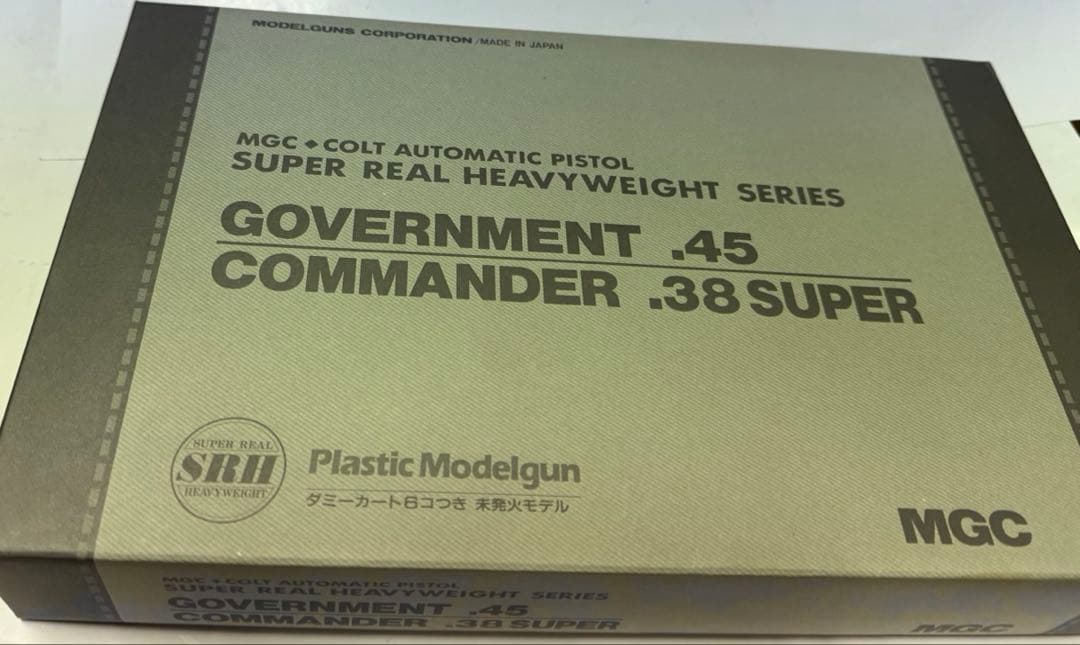 MODELGUNS CORPORATION / MADE IN JAPAN
MGC ◆ COLT AUTOMATIC PISTOL
SUPER REAL HEAVYWEIGHT SERIES
GOVERNMENT .45
COMMANDER .38 SUPER
SUPER REAL
SRH
HEAVYWEIGHT
Plastic Modelgun
ダミーカート6コつき 未発火モデル
MGC
MGC ◆ COLT AUTOMATIC PISTOL
SUPER REAL HEAVYWEIGHT SERIES
GOVERNMENT .45
COMMANDER .38 SUPER
MGC